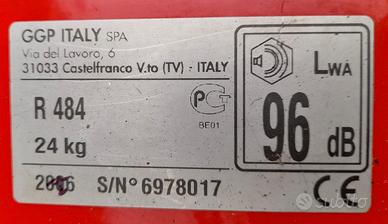 GGP ITALY SPA
Via del Lavoro, 6
31033 Castelfranco V.to (TV) - ITALY
R 484
24 kg
BE01
S/N° 6978017
LWA
96
dB
CE
subito